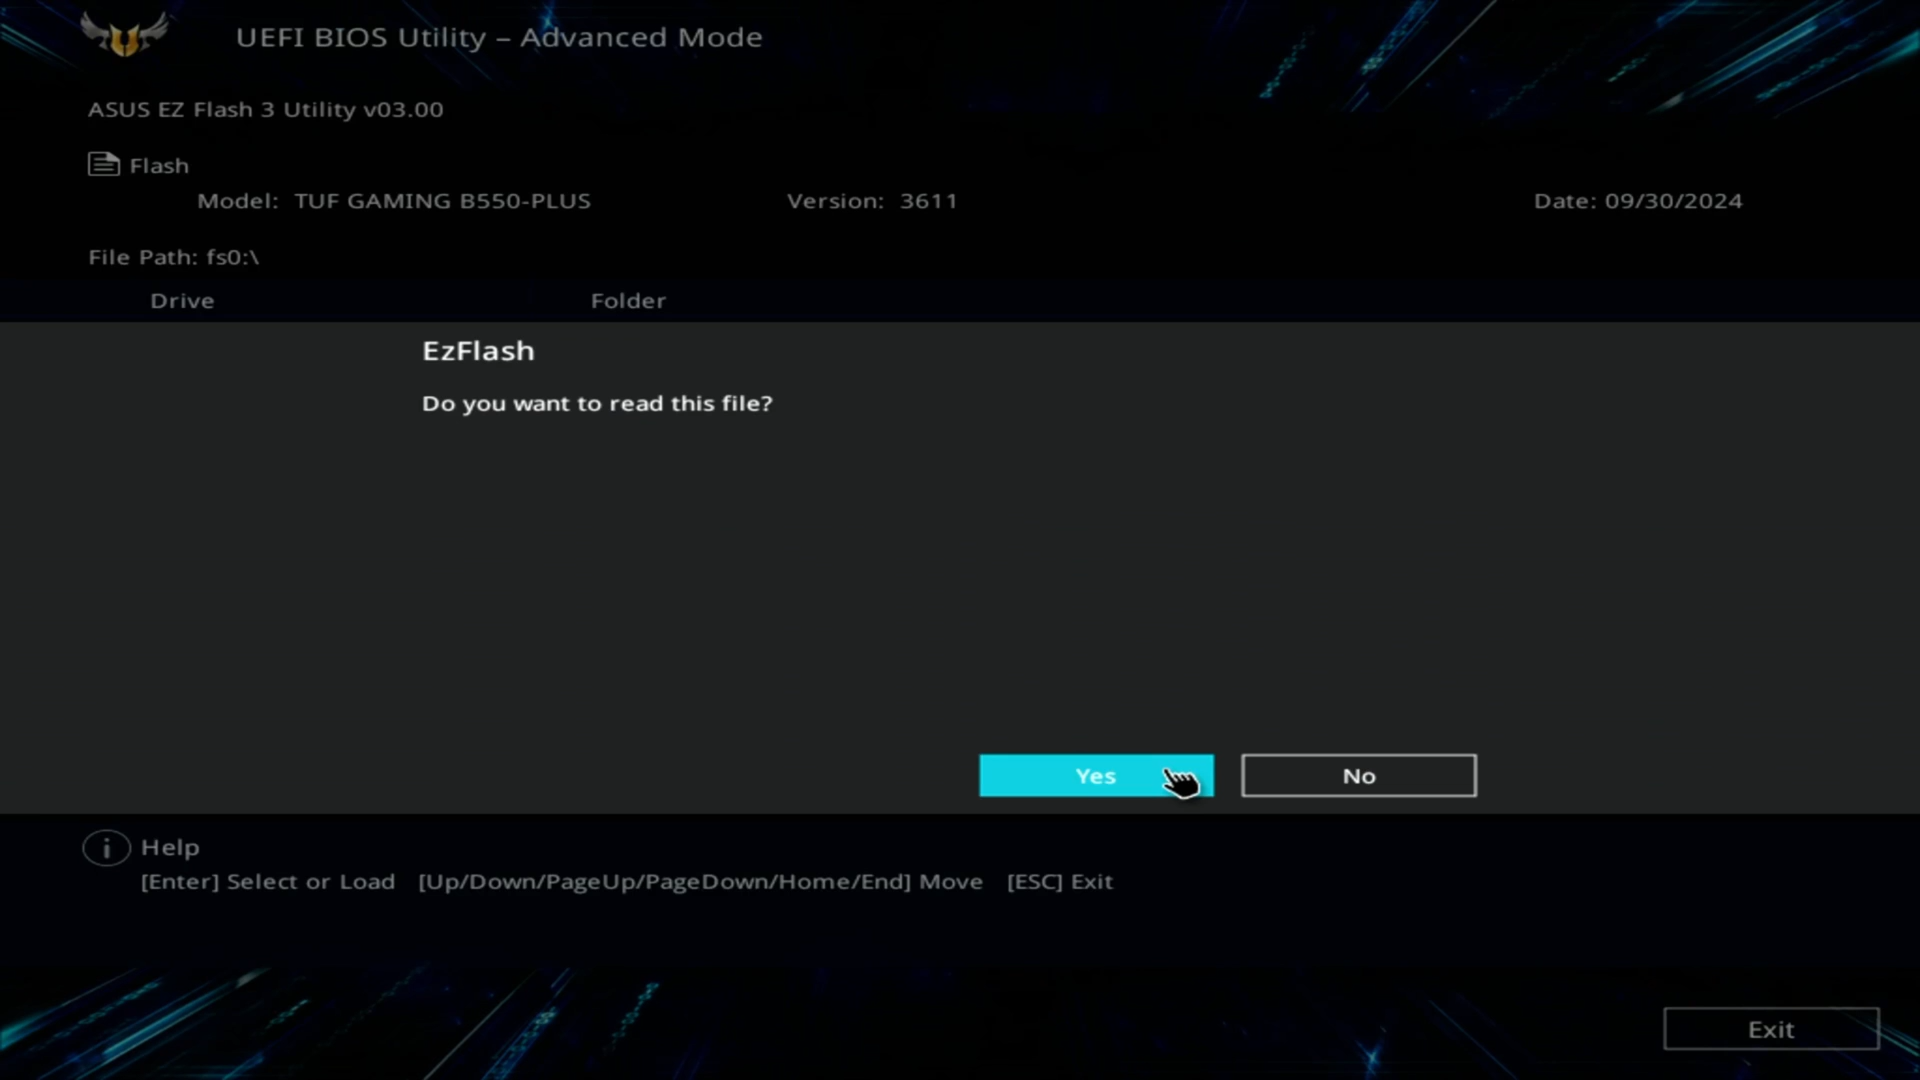 UEFI BIOS Utility – Advanced Mode
ASUS EZ Flash 3 Utility v03.00
Flash
Model: TUF GAMING B550-PLUS Version: 3611 Date: 09/30/2024
File Path: fs0:\
Drive Folder
EzFlash
Do you want to read this file?
Yes No
Help
[Enter] Select or Load [Up/Down/PageUp/PageDown/Home/End] Move [ESC] Exit
Exit